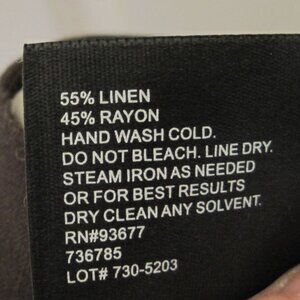 55% LINEN
45% RAYON
HAND WASH COLD.
DO NOT BLEACH. LINE DRY.
STEAM IRON AS NEEDED
OR FOR BEST RESULTS
DRY CLEAN ANY SOLVENT.
RN#93677
736785
LOT# 730-5203